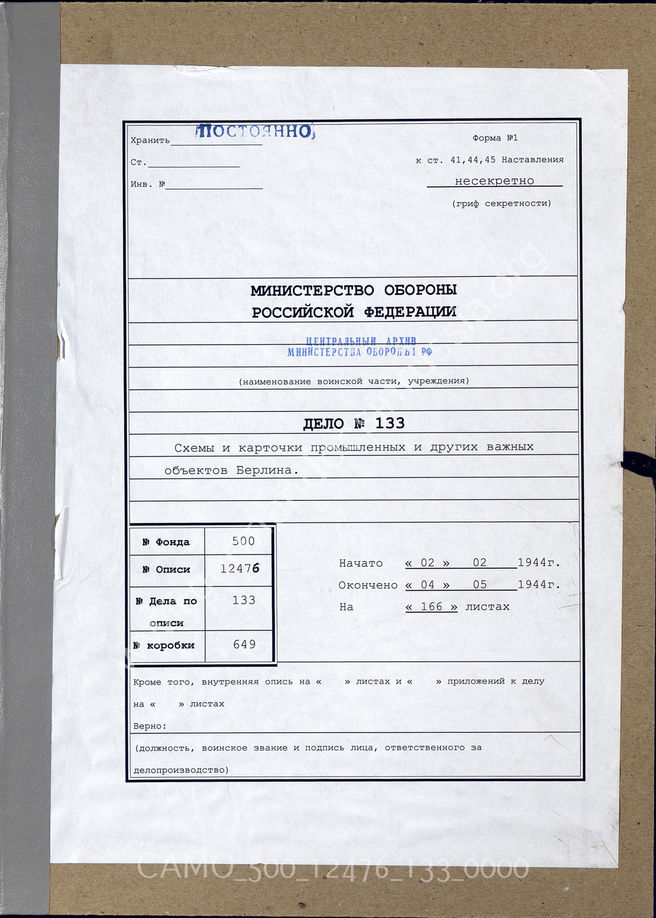 Хранить ПОСТОЯННО
Форма №1
Ст.
к ст. 41,44,45 Наставления
Инв. №
несекретно
(гриф секретности)
МИНИСТЕРСТВО ОБОРОНЫ
РОССИЙСКОЙ ФЕДЕРАЦИИ
ЦЕНТРАЛЬНЫЙ АРХИВ
МИНИСТЕРСТВА ОБОРОНЫ РФ
(наименование воинской части, учреждения)
ДЕЛО № 133
Схемы и карточки промышленных и других важных
объектов Берлина.
№ Фонда 500
№ Описи 12476
№ Дела по описи 133
№ коробки 649
Начато « 02 » 02 1944г.
Окончено « 04 » 05 1944г.
На « 166 » листах
Кроме того, внутренняя опись на « » листах и « » приложений к делу
на « » листах
Верно:
(должность, воинское звание и подпись лица, ответственного за
делопроизводство)
CAMO_500_12476_133_0000